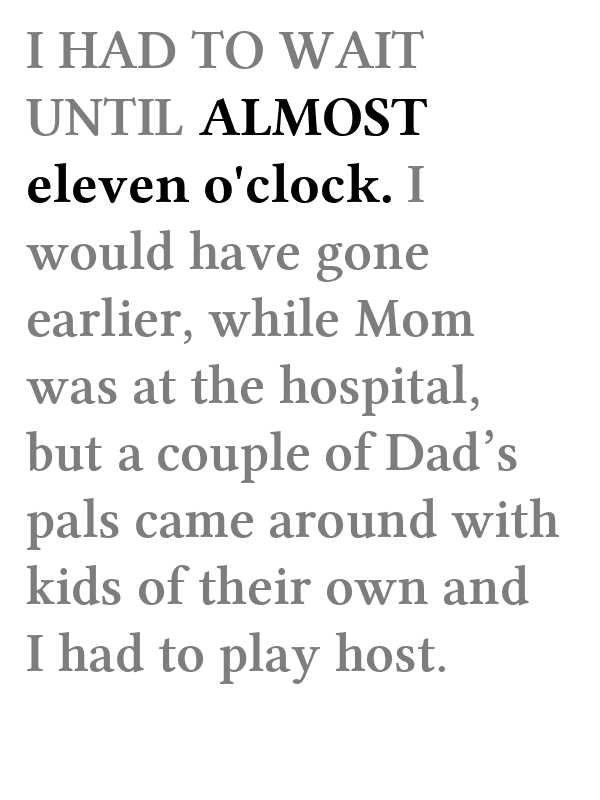 I HAD TO WAIT
UNTIL ALMOST
eleven o'clock. I
would have gone
earlier, while Mom
was at the hospital,
but a couple of Dad’s
pals came around with
kids of their own and
I had to play host.